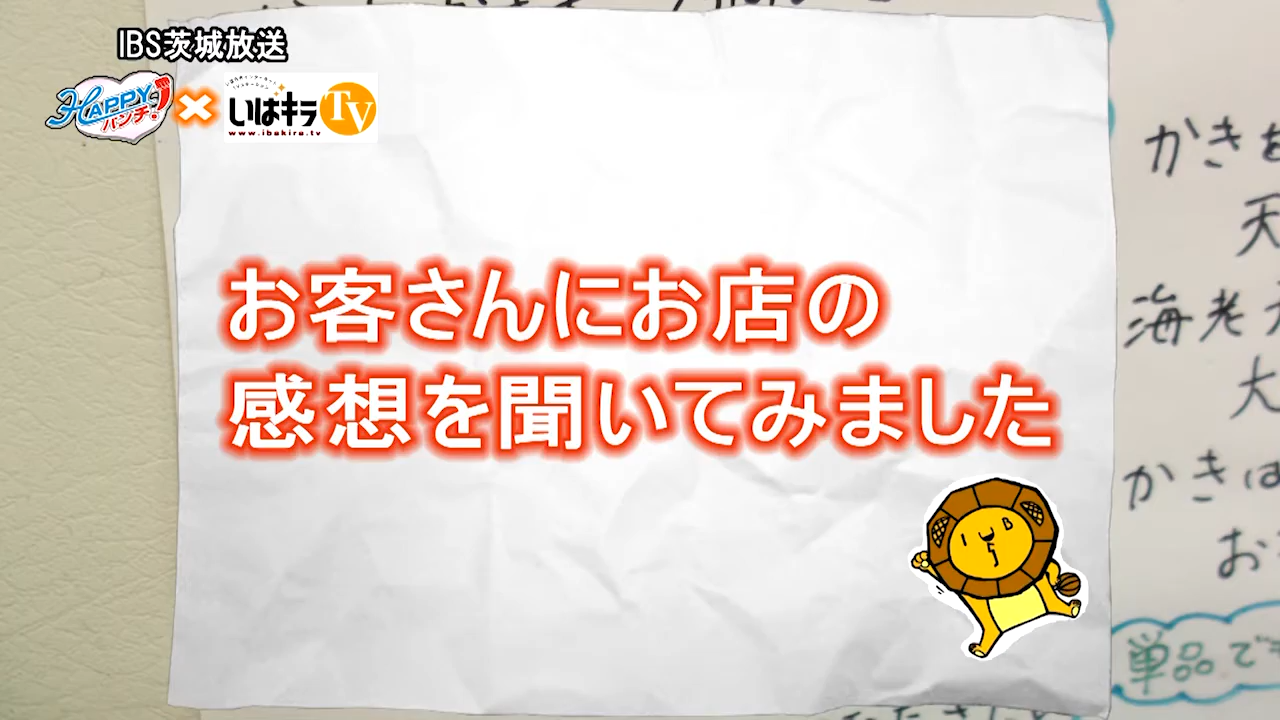 IBS茨城放送
HAPPYパンチ!
×
いばキラTV
www.ibakira.tv
お客さんにお店の
感想を聞いてみました
かき
天
海老
大
かきは
お
単品で